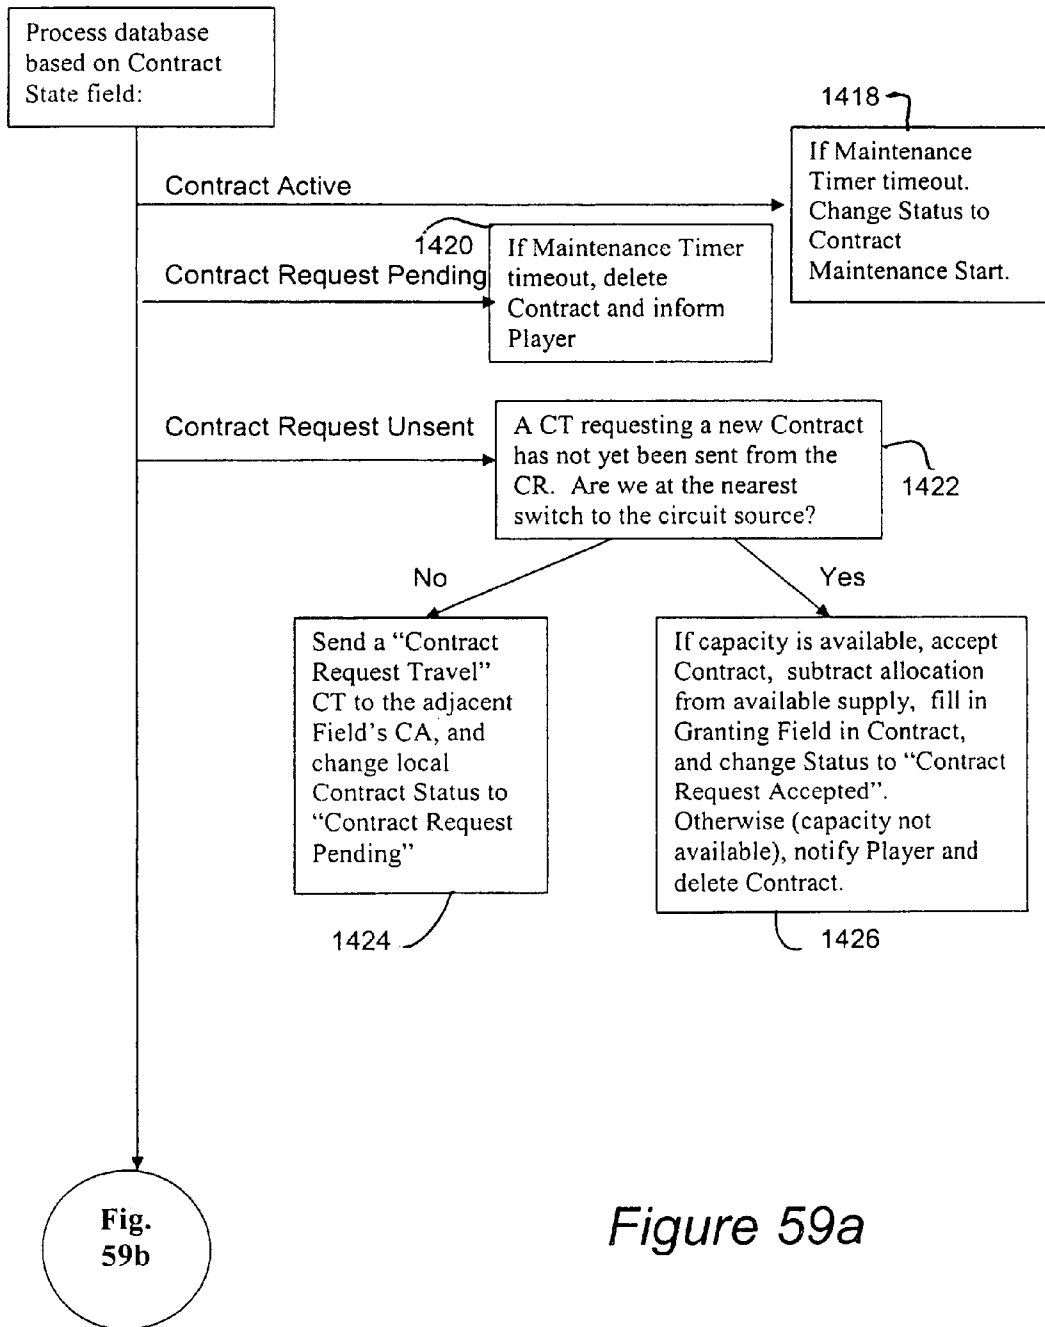 Process database
based on Contract
State field:
1418
If Maintenance
Timer timeout.
Change Status to
Contract
Maintenance Start.
Contract Active
1420
If Maintenance Timer
timeout, delete
Contract and inform
Player
Contract Request Pending
Contract Request Unsent
A CT requesting a new Contract
has not yet been sent from the
CR. Are we at the nearest
switch to the circuit source?
1422
No
Yes
Send a “Contract
Request Travel”
CT to the adjacent
Field's CA, and
change local
Contract Status to
“Contract Request
Pending”
1424
If capacity is available, accept
Contract, subtract allocation
from available supply, fill in
Granting Field in Contract,
and change Status to “Contract
Request Accepted”.
Otherwise (capacity not
available), notify Player and
delete Contract.
1426
Fig.
59b
Figure 59a